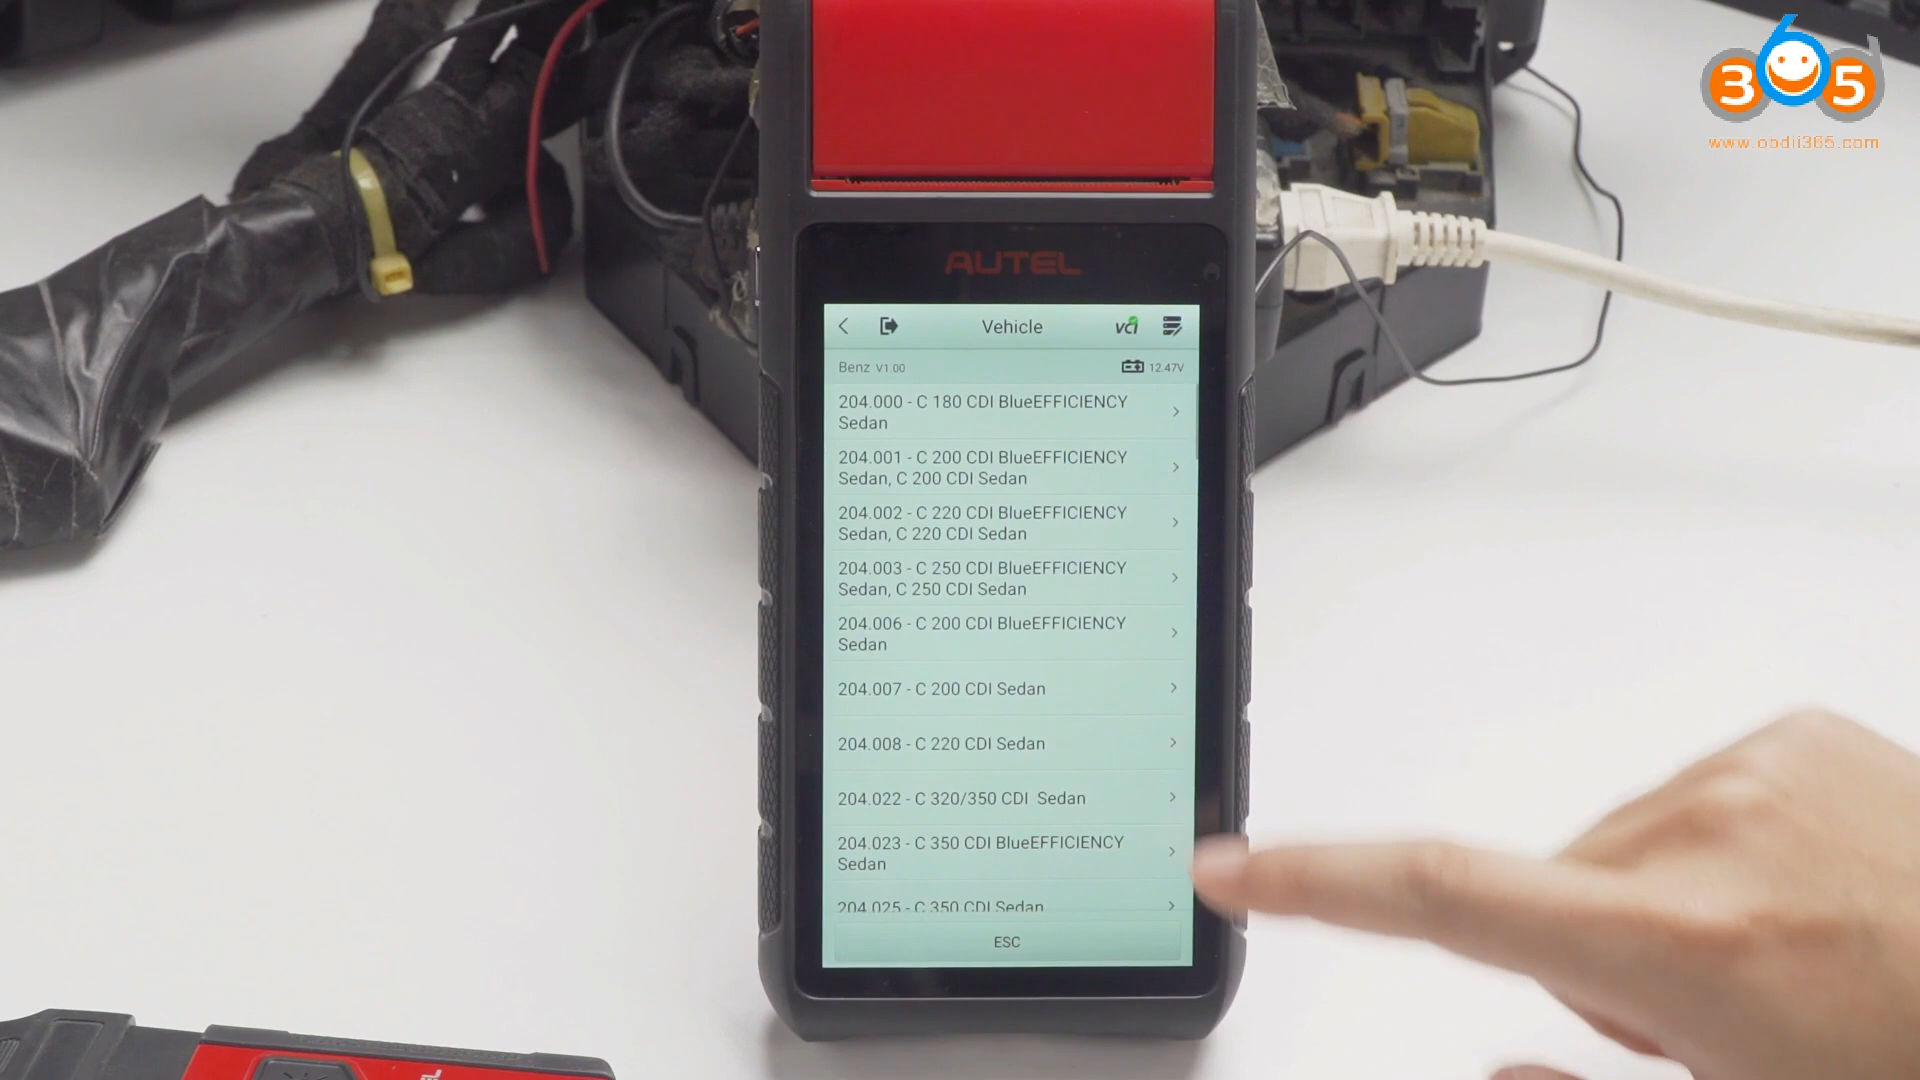 365
www.obdii365.com
AUTEL
Vehicle
VCI
Benz V1.00
12.47V
204.000 - C 180 CDI BlueEFFICIENCY
Sedan
204.001 - C 200 CDI BlueEFFICIENCY
Sedan, C 200 CDI Sedan
204.002 - C 220 CDI BlueEFFICIENCY
Sedan, C 220 CDI Sedan
204.003 - C 250 CDI BlueEFFICIENCY
Sedan, C 250 CDI Sedan
204.006 - C 200 CDI BlueEFFICIENCY
Sedan
204.007 - C 200 CDI Sedan
204.008 - C 220 CDI Sedan
204.022 - C 320/350 CDI Sedan
204.023 - C 350 CDI BlueEFFICIENCY
Sedan
204.025 - C 350 CDI Sedan
ESC